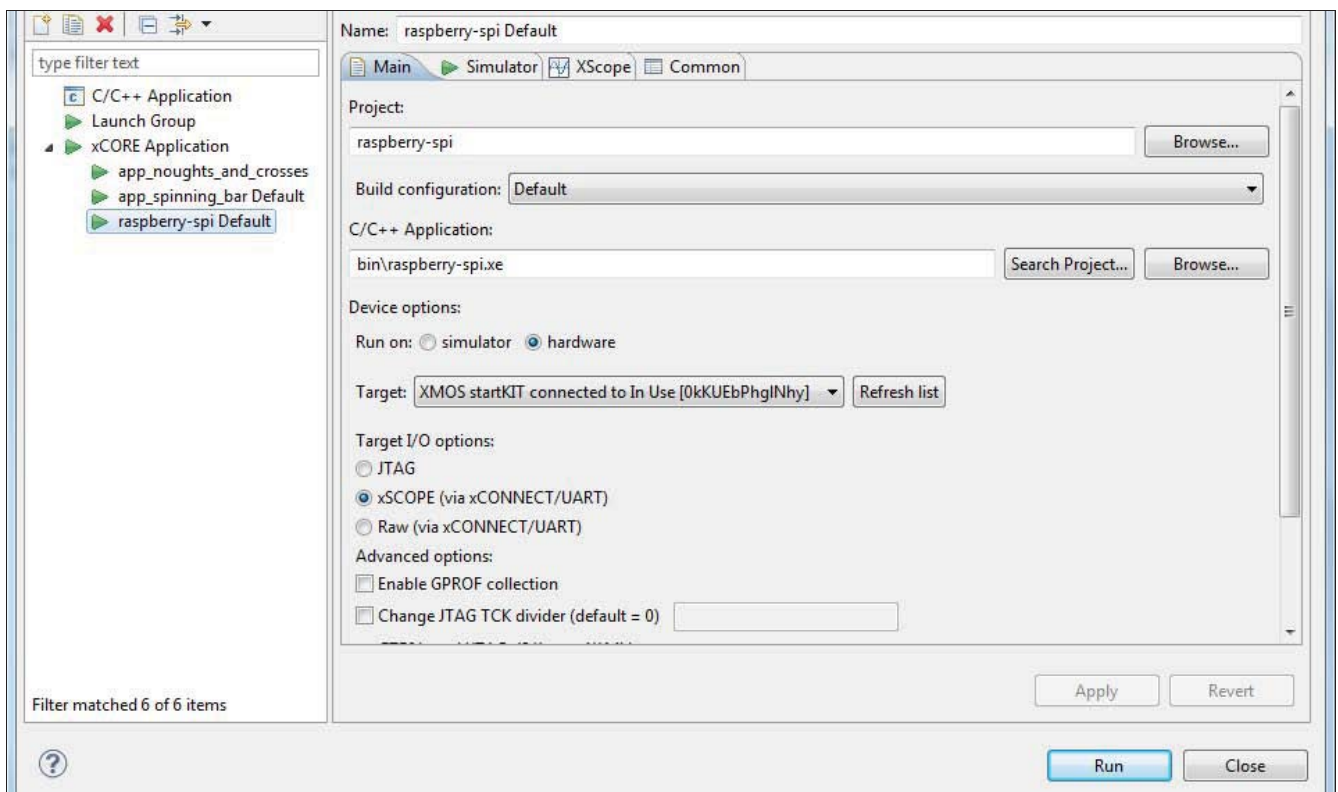 type filter text
C/C++ Application
Launch Group
xCORE Application
app_noughts_and_crosses
app_spinning_bar Default
raspberry-spi Default
Filter matched 6 of 6 items
Name: raspberry-spi Default
Main Simulator XScope Common
Project:
raspberry-spi Browse...
Build configuration: Default
C/C++ Application:
bin\raspberry-spi.xe Search Project... Browse...
Device options:
Run on: simulator hardware
Target: XMOS startKIT connected to In Use [0kKUEbPhglNhy] Refresh list
Target I/O options:
JTAG
xSCOPE (via xCONNECT/UART)
Raw (via xCONNECT/UART)
Advanced options:
Enable GPROF collection
Change JTAG TCK divider (default = 0)
Apply Revert
Run Close